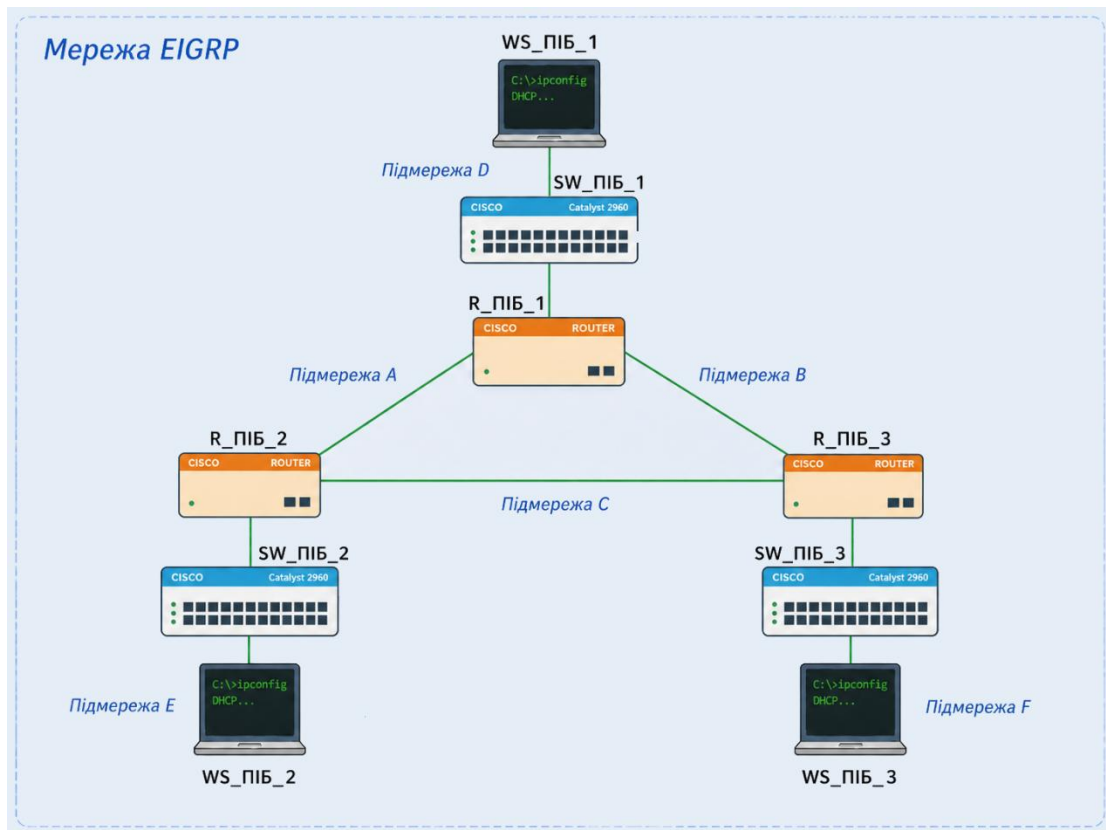 Мережа EIGRP
WS_ПІБ_1
C:\>ipconfig
DHCP...
Підмережа D
SW_ПІБ_1
CISCO Catalyst 2960
R_ПІБ_1
CISCO ROUTER
Підмережа A
Підмережа B
R_ПІБ_2
R_ПІБ_3
CISCO ROUTER
CISCO ROUTER
Підмережа C
SW_ПІБ_2
SW_ПІБ_3
CISCO Catalyst 2960
CISCO Catalyst 2960
C:\>ipconfig
DHCP...
C:\>ipconfig
DHCP...
Підмережа E
Підмережа F
WS_ПІБ_2
WS_ПІБ_3